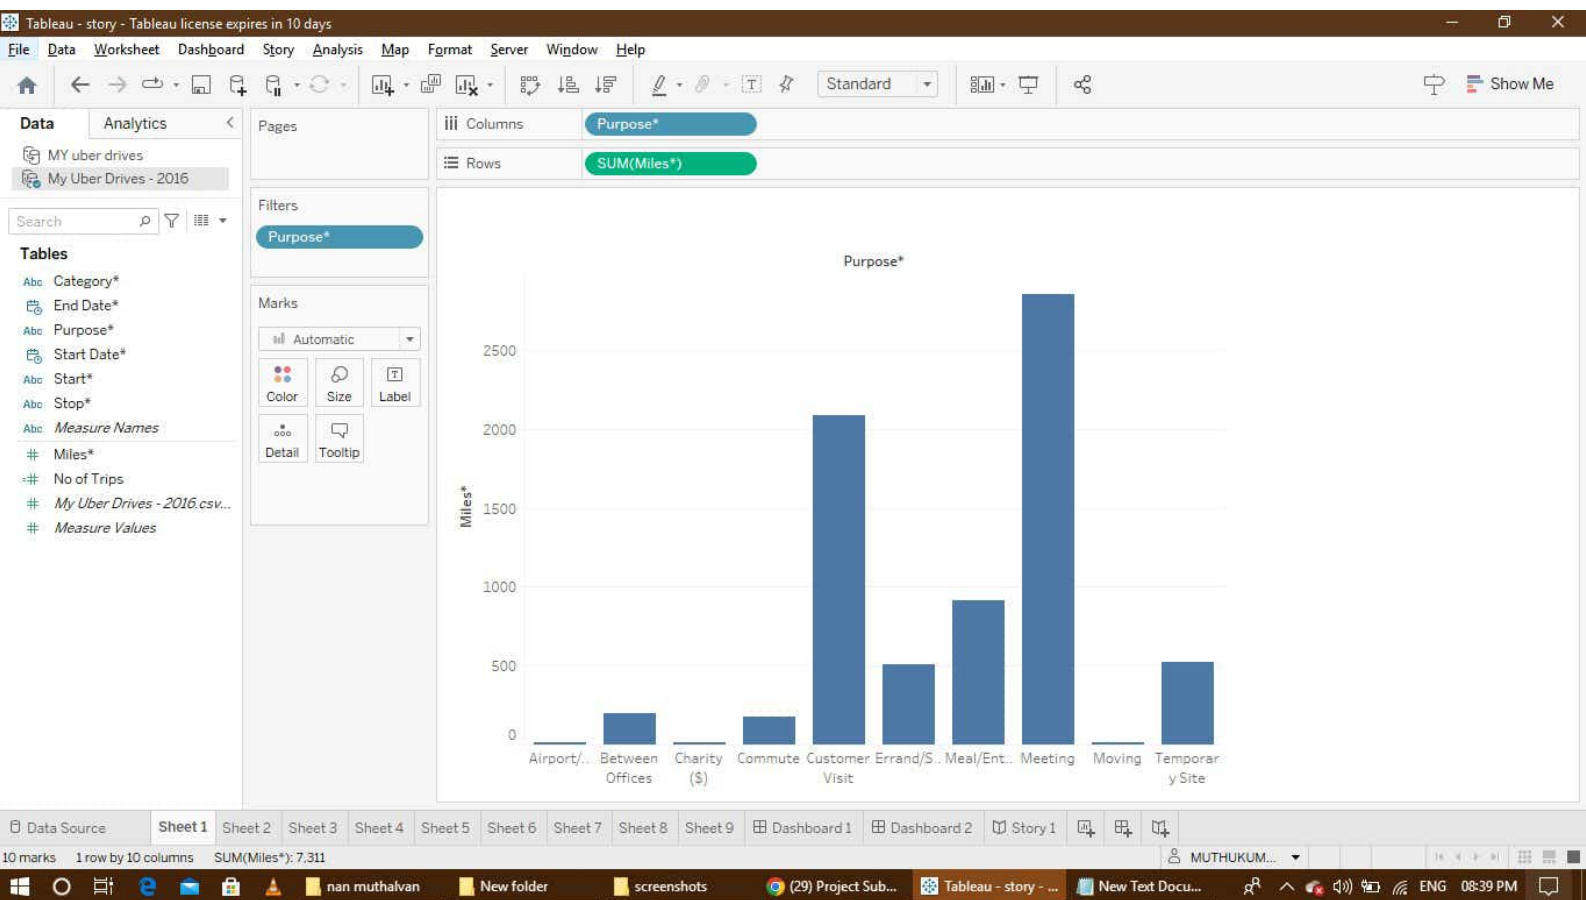 Tableau - story - Tableau license expires in 10 days
File Data Worksheet Dashboard Story Analysis Map Format Server Window Help
Standard
Show Me
Data Analytics
MY uber drives
My Uber Drives - 2016
Search
Tables
Abc Category*
End Date*
Abc Purpose*
Start Date*
Abc Start*
Abc Stop*
Abc Measure Names
# Miles*
=# No of Trips
# My Uber Drives - 2016.csv...
# Measure Values
Pages
Filters
Purpose*
Marks
Automatic
Color Size Label
Detail Tooltip
Columns Purpose*
Rows SUM(Miles*)
Purpose*
Miles*
2500
2000
1500
1000
500
0
Airport/.. Between Offices Charity ($) Commute Customer Visit Errand/S.. Meal/Ent.. Meeting Moving Temporary Site
Data Source Sheet 1 Sheet 2 Sheet 3 Sheet 4 Sheet 5 Sheet 6 Sheet 7 Sheet 8 Sheet 9 Dashboard 1 Dashboard 2 Story 1
10 marks 1 row by 10 columns SUM(Miles*): 7,311
MUTHUKUM...
nan muthalvan New folder screenshots (29) Project Sub... Tableau - story - ... New Text Docu... ENG 08:39 PM